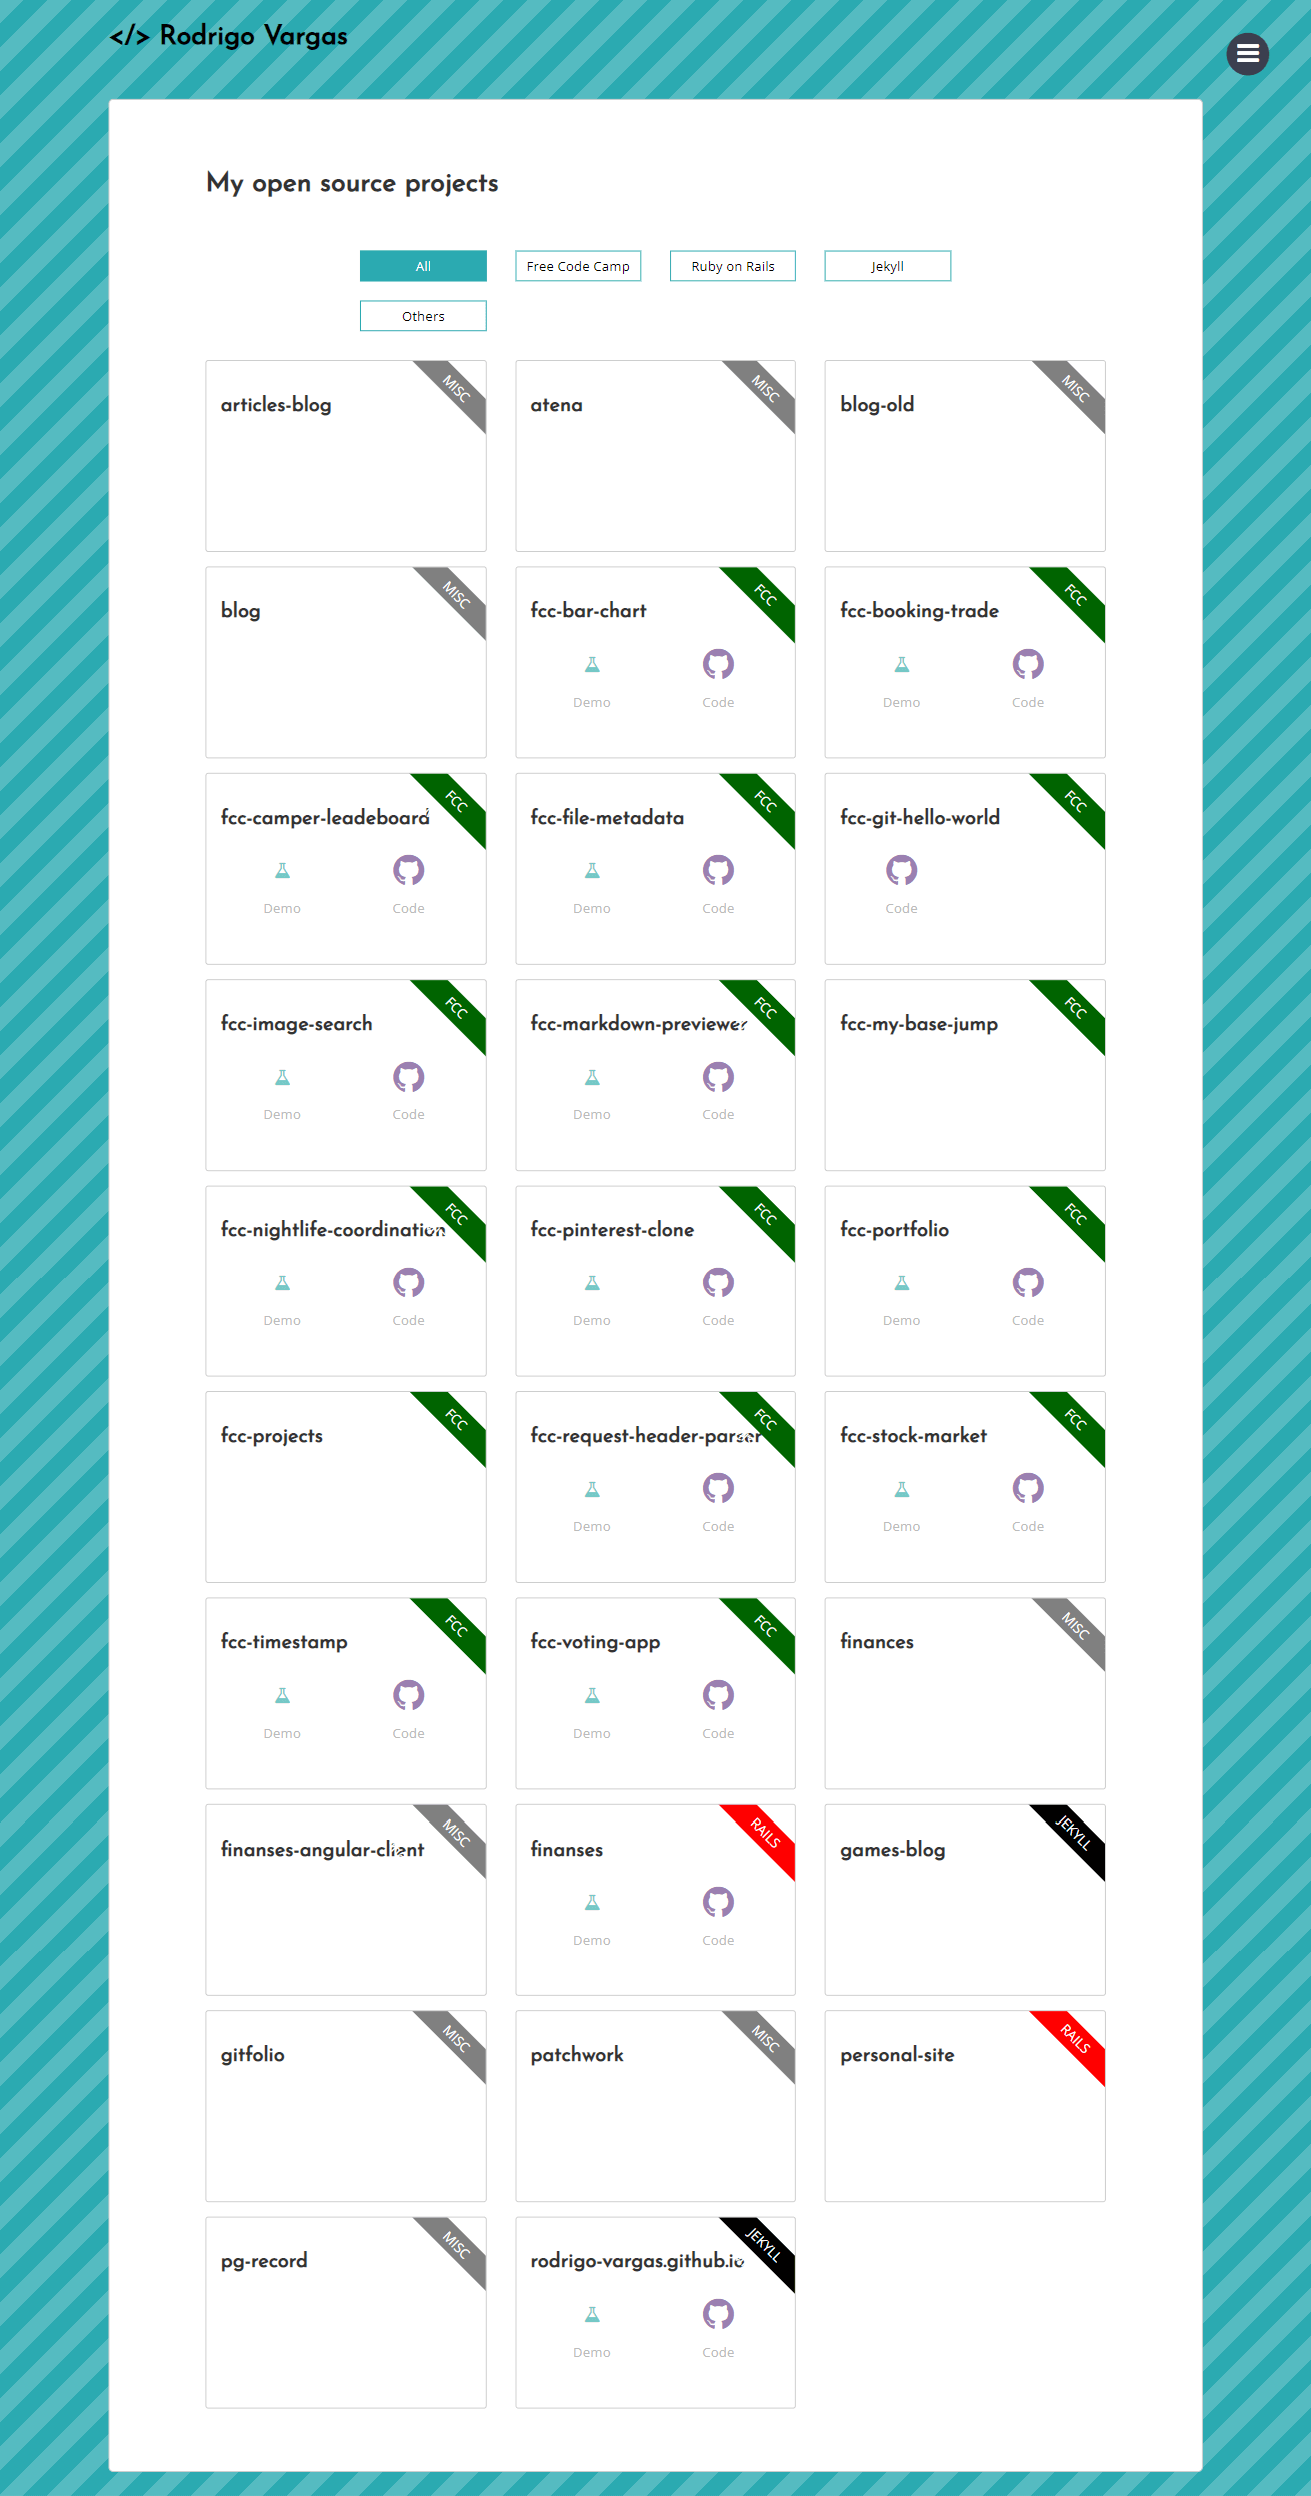 </> Rodrigo Vargas
My open source projects
All
Free Code Camp
Ruby on Rails
Jekyll
Others
MISC
articles-blog
MISC
atena
MISC
blog-old
MISC
blog
FCC
fcc-bar-chart
Demo
Code
FCC
fcc-booking-trade
Demo
Code
FCC
fcc-camper-leadeboard
Demo
Code
FCC
fcc-file-metadata
Demo
Code
FCC
fcc-git-hello-world
Code
FCC
fcc-image-search
Demo
Code
FCC
fcc-markdown-previewer
Demo
Code
FCC
fcc-my-base-jump
FCC
fcc-nightlife-coordination
Demo
Code
FCC
fcc-pinterest-clone
Demo
Code
FCC
fcc-portfolio
Demo
Code
FCC
fcc-projects
FCC
fcc-request-header-parser
Demo
Code
FCC
fcc-stock-market
Demo
Code
FCC
fcc-timestamp
Demo
Code
FCC
fcc-voting-app
Demo
Code
MISC
finances
MISC
finanses-angular-client
RAILS
finanses
Demo
Code
JEKYLL
games-blog
MISC
gitfolio
MISC
patchwork
RAILS
personal-site
MISC
pg-record
JEKYLL
rodrigo-vargas.github.io
Demo
Code